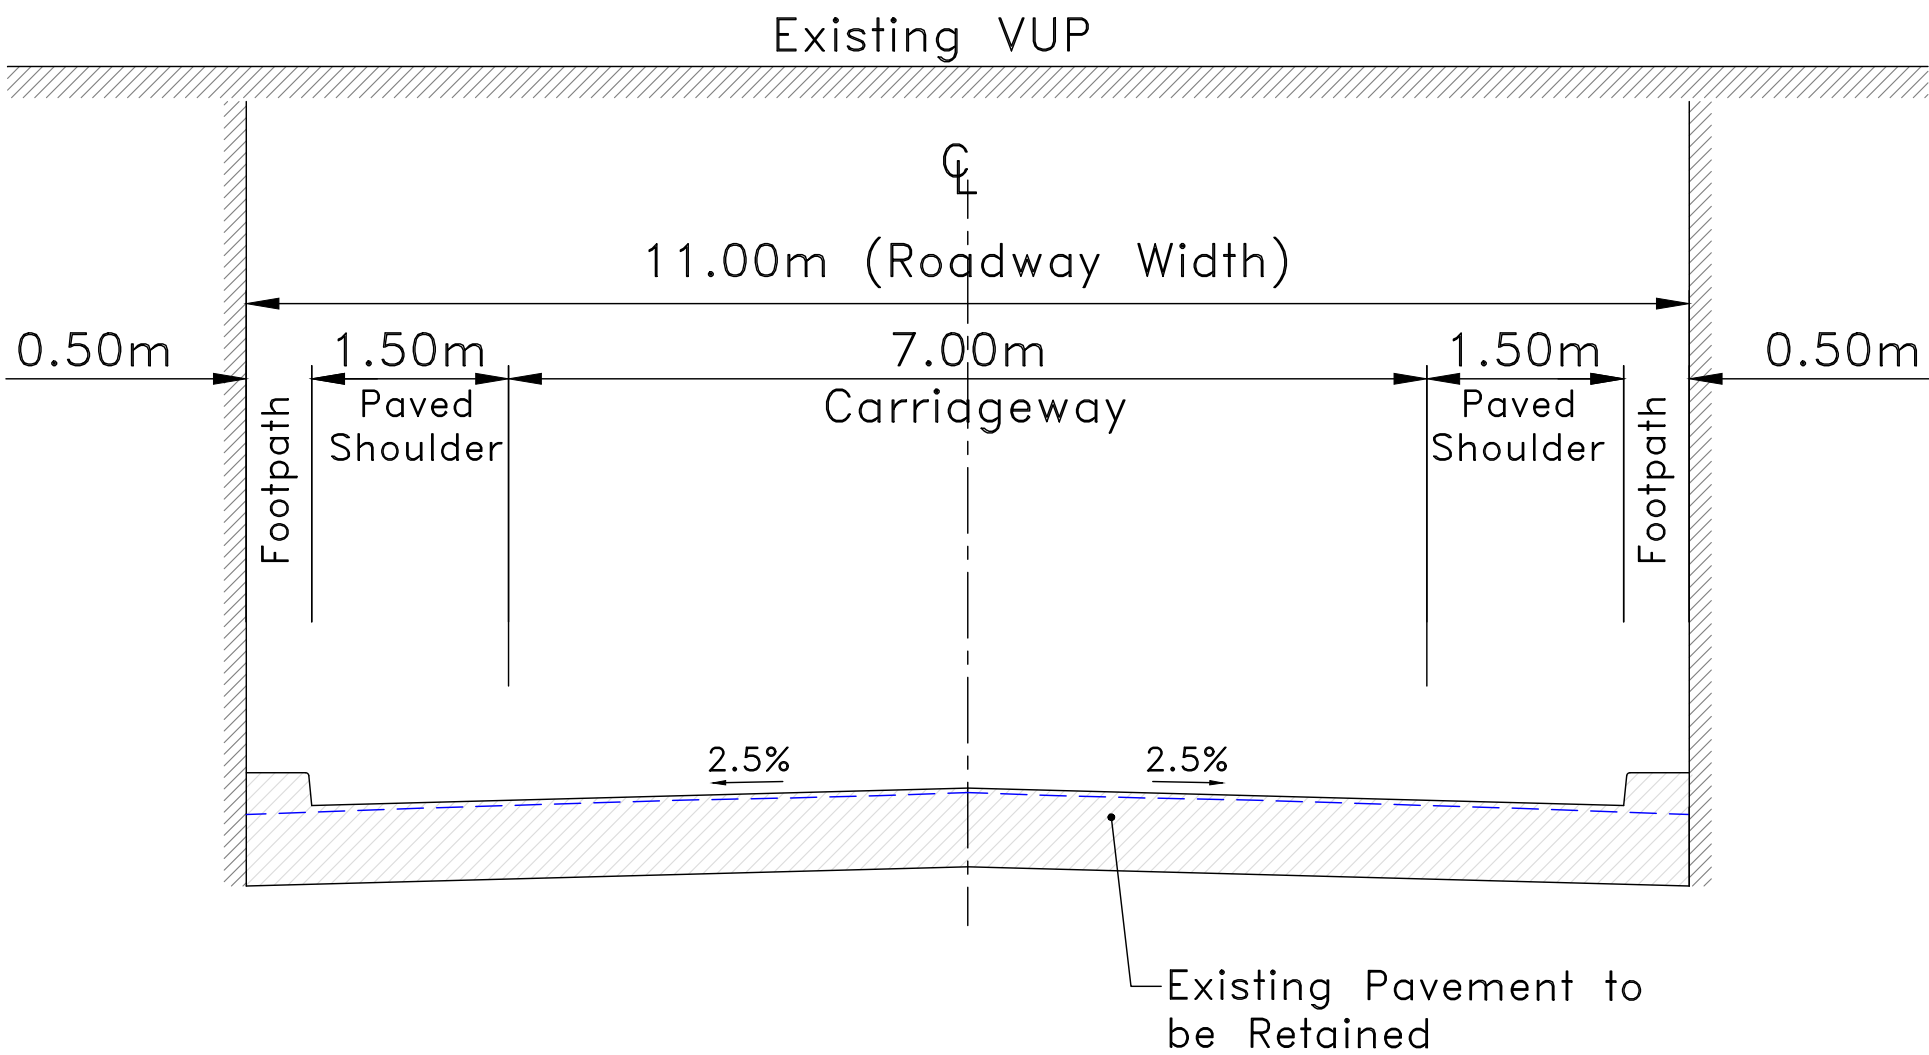 Existing VUP
℄
11.00m (Roadway Width)
0.50m 1.50m 7.00m 1.50m 0.50m
Footpath
Paved
Shoulder
Carriageway
Paved
Shoulder
Footpath
2.5% 2.5%
Existing Pavement to
be Retained